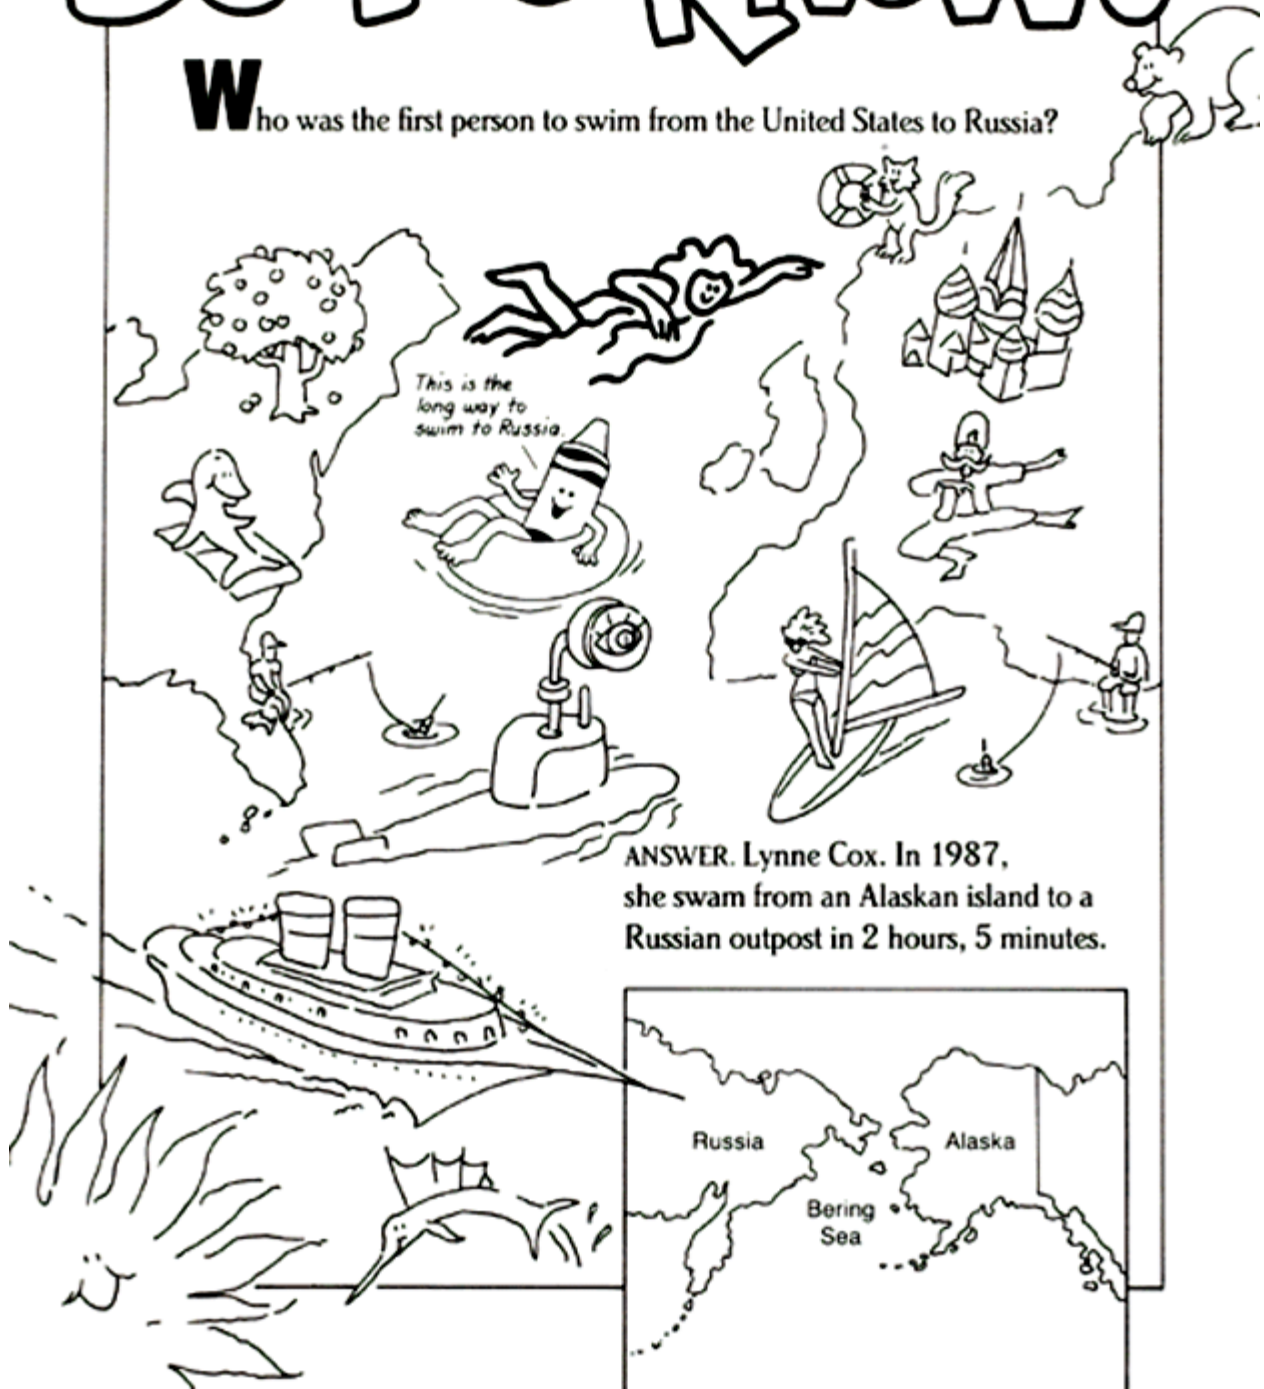 Who was the first person to swim from the United States to Russia?
This is the
long way to
swim to Russia.
ANSWER. Lynne Cox. In 1987,
she swam from an Alaskan island to a
Russian outpost in 2 hours, 5 minutes.
Russia
Alaska
Bering
Sea